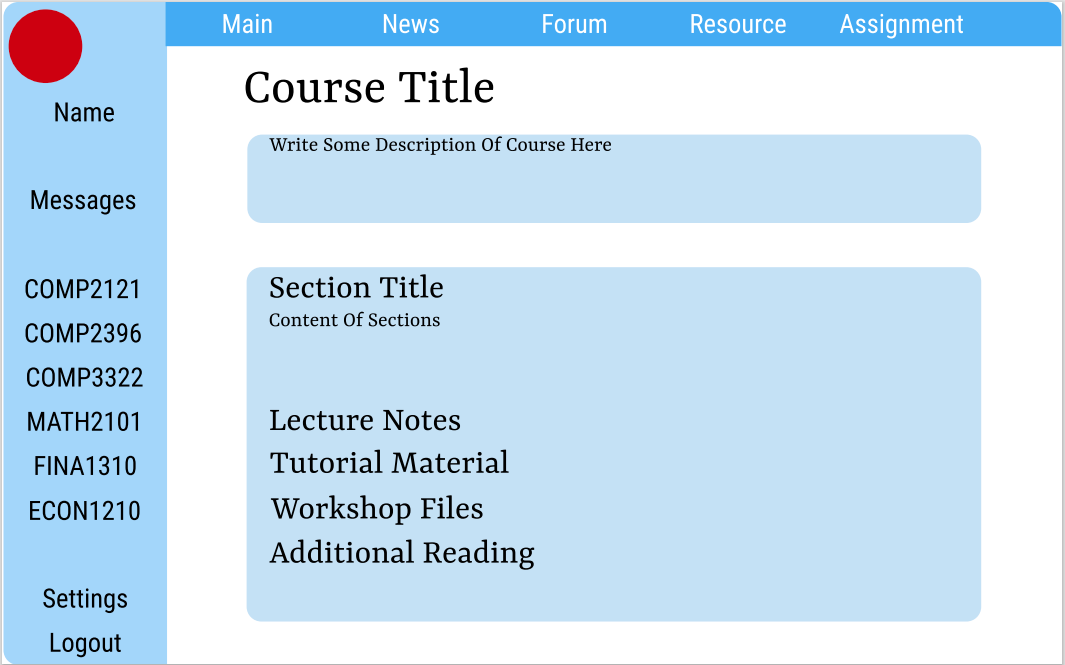 Main News Forum Resource Assignment
Name
Messages
COMP2121
COMP2396
COMP3322
MATH2101
FINA1310
ECON1210
Settings
Logout
Course Title
Write Some Description Of Course Here
Section Title
Content Of Sections
Lecture Notes
Tutorial Material
Workshop Files
Additional Reading